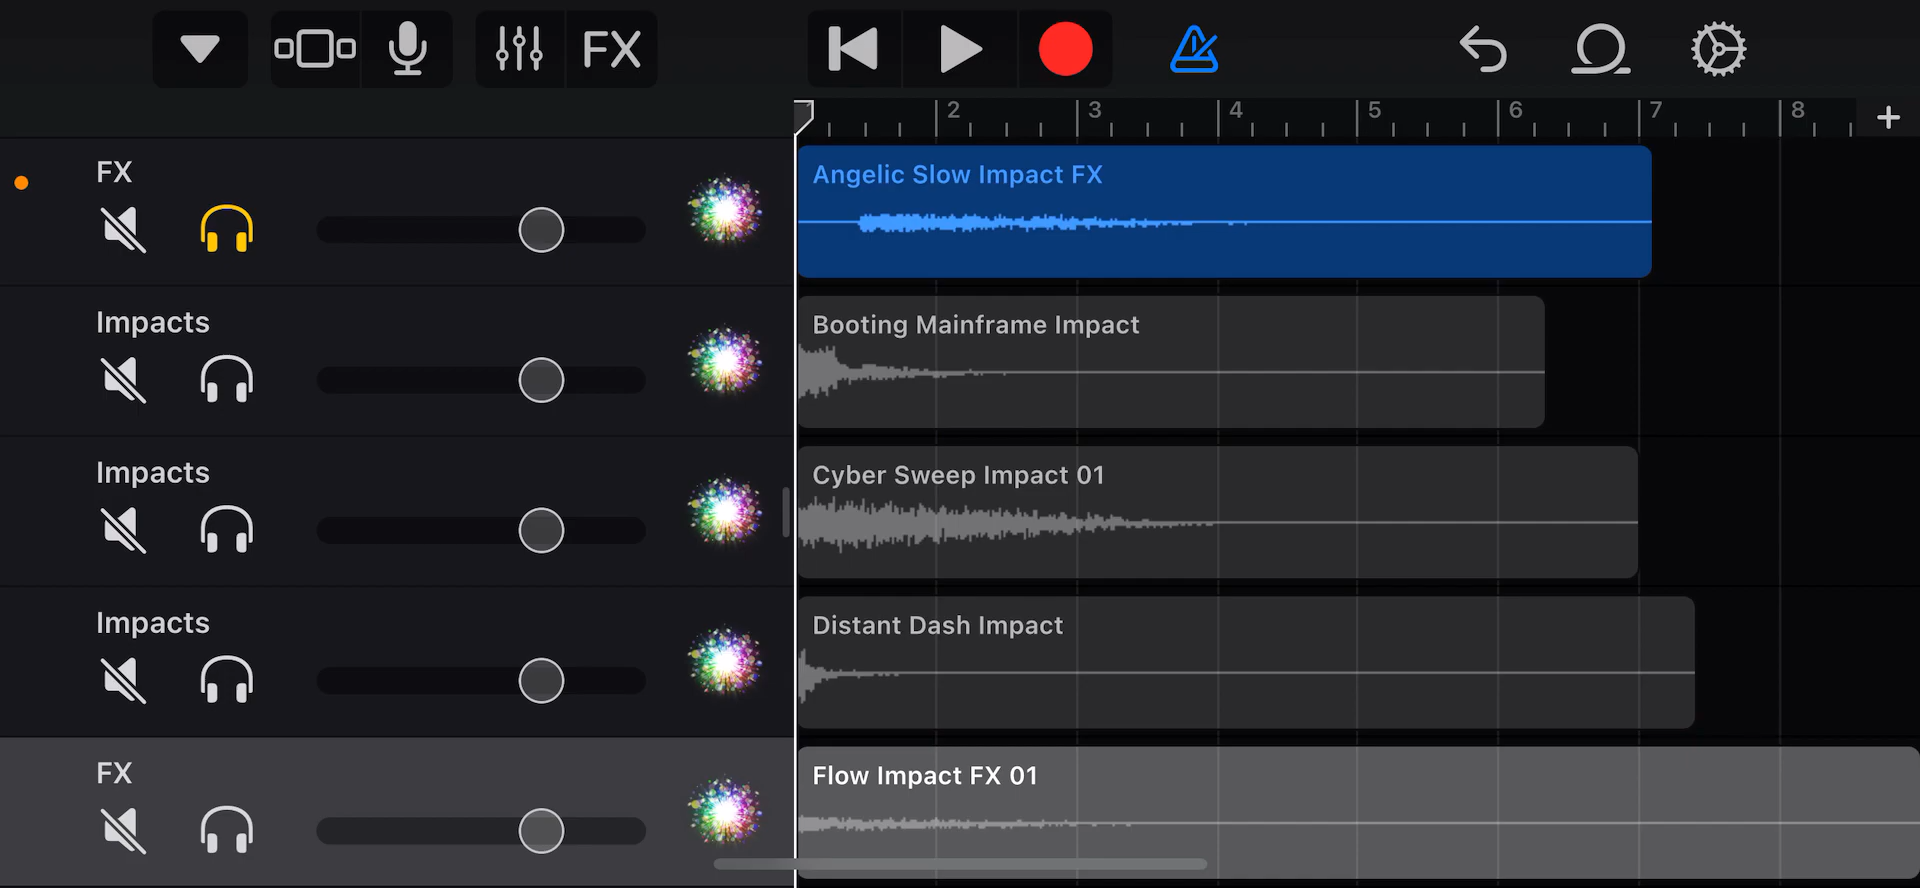 FX
2 3 4 5 6 7 8 +
FX
Angelic Slow Impact FX
Impacts
Booting Mainframe Impact
Impacts
Cyber Sweep Impact 01
Impacts
Distant Dash Impact
FX
Flow Impact FX 01